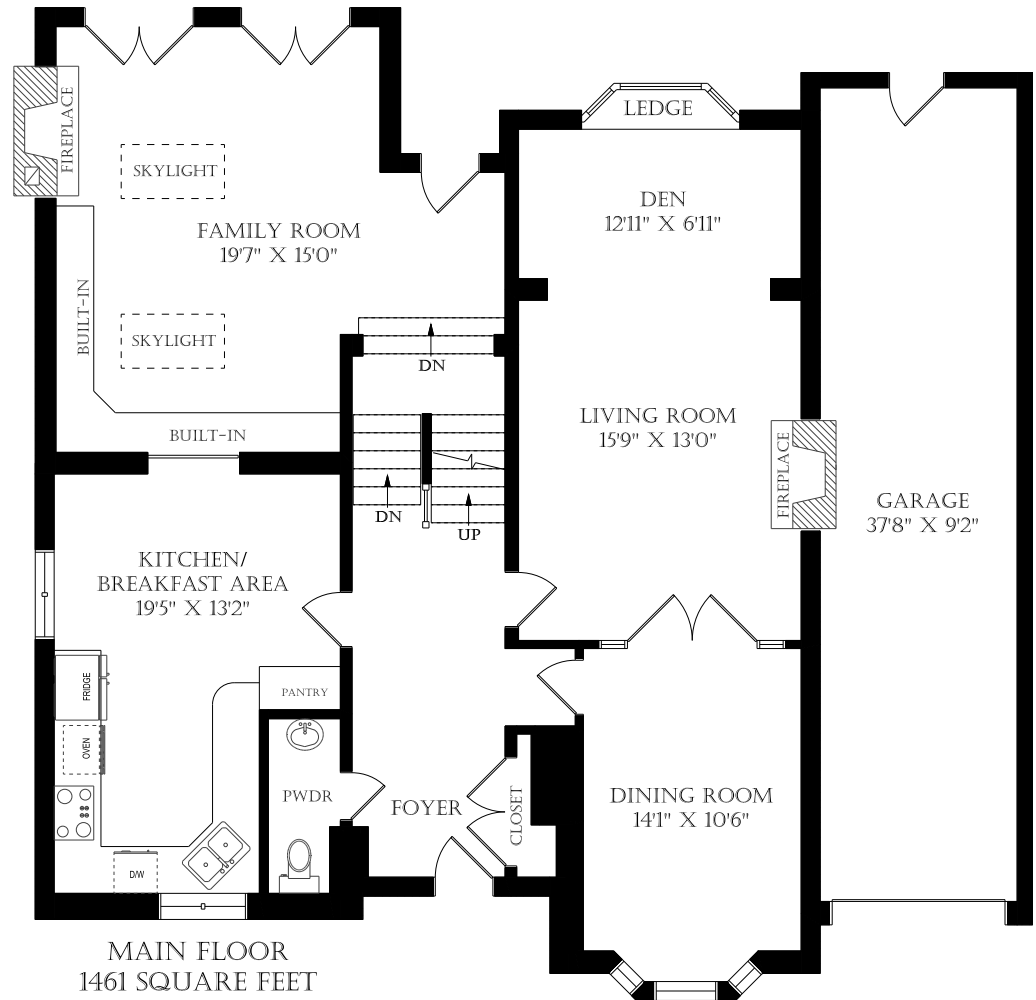 LEDGE
FIREPLACE
SKYLIGHT
DEN
12'11" X 6'11"
FAMILY ROOM
19'7" X 15'0"
BUILT-IN
SKYLIGHT
DN
LIVING ROOM
15'9" X 13'0"
BUILT-IN
FIREPLACE
GARAGE
37'8" X 9'2"
DN
UP
KITCHEN/
BREAKFAST AREA
19'5" X 13'2"
FRIDGE
PANTRY
OVEN
PWDR
FOYER
CLOSET
DINING ROOM
14'1" X 10'6"
D/W
MAIN FLOOR
1461 SQUARE FEET